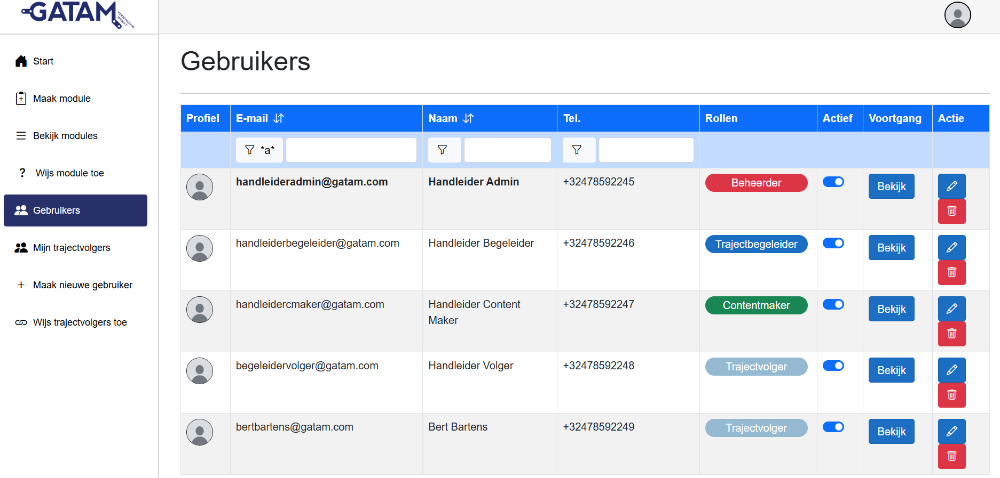 GATAM
VERBINDING
WERKT
Start
Maak module
Bekijk modules
? Wijs module toe
Gebruikers
Mijn trajectvolgers
+ Maak nieuwe gebruiker
Wijs trajectvolgers toe
Gebruikers
Profiel E-mail Naam Tel. Rollen Actief Voortgang Actie
*a*
handleideradmin@gatam.com Handleider Admin +32478592245 Beheerder Bekijk
handleiderbegeleider@gatam.com Handleider Begeleider +32478592246 Trajectbegeleider Bekijk
handleidercmaker@gatam.com Handleider Content +32478592247 Contentmaker Bekijk
Maker
begeleidervolger@gatam.com Handleider Volger +32478592248 Trajectvolger Bekijk
bertbartens@gatam.com Bert Bartens +32478592249 Trajectvolger Bekijk